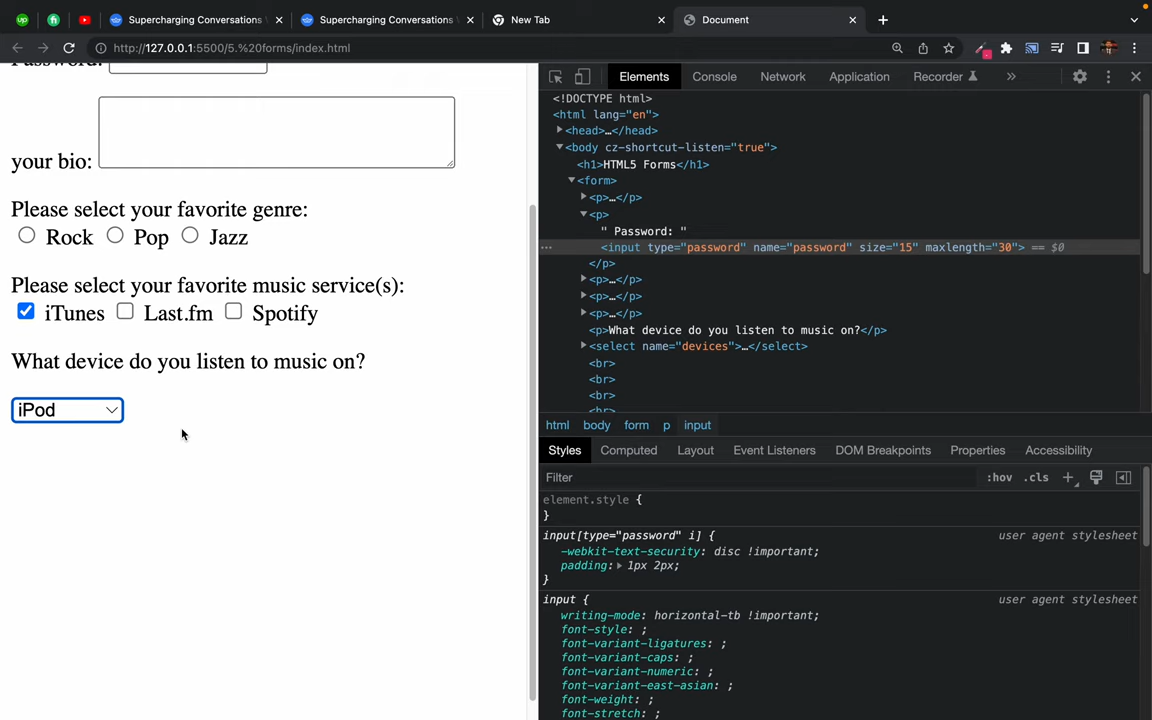 Supercharging Conversations
Supercharging Conversations
New Tab
Document
http://127.0.0.1:5500/5.%20forms/index.html
your bio:
Please select your favorite genre:
Rock Pop Jazz
Please select your favorite music service(s):
iTunes Last.fm Spotify
What device do you listen to music on?
iPod
Elements Console Network Application Recorder
<!DOCTYPE html>
<html lang="en">
<head>…</head>
<body cz-shortcut-listen="true">
<h1>HTML5 Forms</h1>
<form>
<p>…</p>
<p>
" Password: "
<input type="password" name="password" size="15" maxlength="30"> == $0
</p>
<p>…</p>
<p>…</p>
<p>…</p>
<p>What device do you listen to music on?</p>
<select name="devices">…</select>
<br>
<br>
<br>
<br>
html body form p input
Styles Computed Layout Event Listeners DOM Breakpoints Properties Accessibility
Filter :hov .cls
element.style {
}
input[type="password" i] { user agent stylesheet
-webkit-text-security: disc !important;
padding: 1px 2px;
}
input { user agent stylesheet
writing-mode: horizontal-tb !important;
font-style: ;
font-variant-ligatures: ;
font-variant-caps: ;
font-variant-numeric: ;
font-variant-east-asian: ;
font-weight: ;
font-stretch: ;